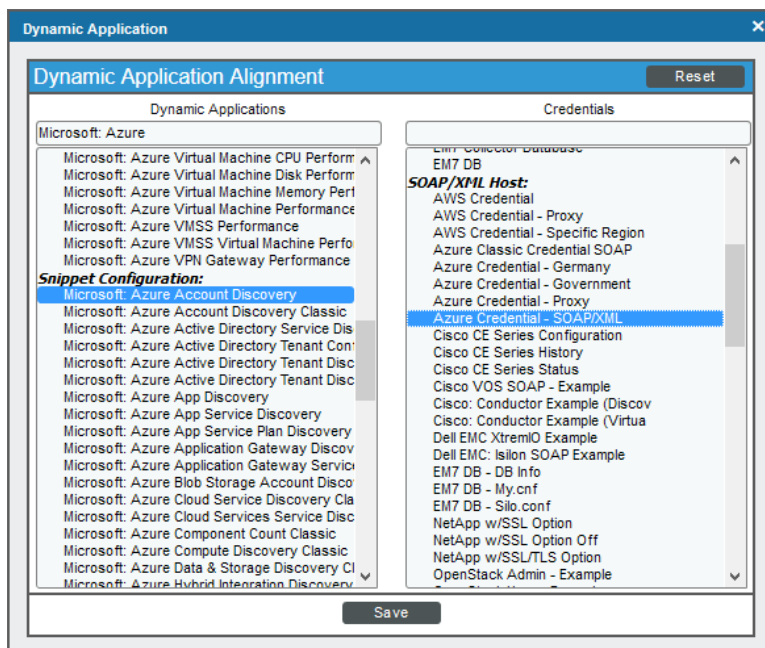 Dynamic Application
Dynamic Application Alignment
Reset
Dynamic Applications
Microsoft: Azure
Microsoft: Azure Virtual Machine CPU Perform
Microsoft: Azure Virtual Machine Disk Perform
Microsoft: Azure Virtual Machine Memory Perf
Microsoft: Azure Virtual Machine Performance
Microsoft: Azure VMSS Performance
Microsoft: Azure VMSS Virtual Machine Perfo
Microsoft: Azure VPN Gateway Performance
Snippet Configuration:
Microsoft: Azure Account Discovery
Microsoft: Azure Account Discovery Classic
Microsoft: Azure Active Directory Service Dis
Microsoft: Azure Active Directory Tenant Con
Microsoft: Azure Active Directory Tenant Disc
Microsoft: Azure Active Directory Tenant Disc
Microsoft: Azure App Discovery
Microsoft: Azure App Service Discovery
Microsoft: Azure App Service Plan Discovery
Microsoft: Azure Application Gateway Discov
Microsoft: Azure Application Gateway Service
Microsoft: Azure Blob Storage Account Disco
Microsoft: Azure Cloud Service Discovery Cla
Microsoft: Azure Cloud Services Service Disc
Microsoft: Azure Component Count Classic
Microsoft: Azure Compute Discovery Classic
Microsoft: Azure Data & Storage Discovery Cl
Microsoft: Azure Hybrid Integration Discovery
Credentials
EM7 Collector Database
EM7 DB
SOAP/XML Host:
AWS Credential
AWS Credential - Proxy
AWS Credential - Specific Region
Azure Classic Credential SOAP
Azure Credential - Germany
Azure Credential - Government
Azure Credential - Proxy
Azure Credential - SOAP/XML
Cisco CE Series Configuration
Cisco CE Series History
Cisco CE Series Status
Cisco VOS SOAP - Example
Cisco: Conductor Example (Discov
Cisco: Conductor Example (Virtua
Dell EMC XtremIO Example
Dell EMC: Isilon SOAP Example
EM7 DB - DB Info
EM7 DB - My.cnf
EM7 DB - Silo.conf
NetApp w/SSL Option
NetApp w/SSL Option Off
NetApp w/SSL/TLS Option
OpenStack Admin - Example
Save